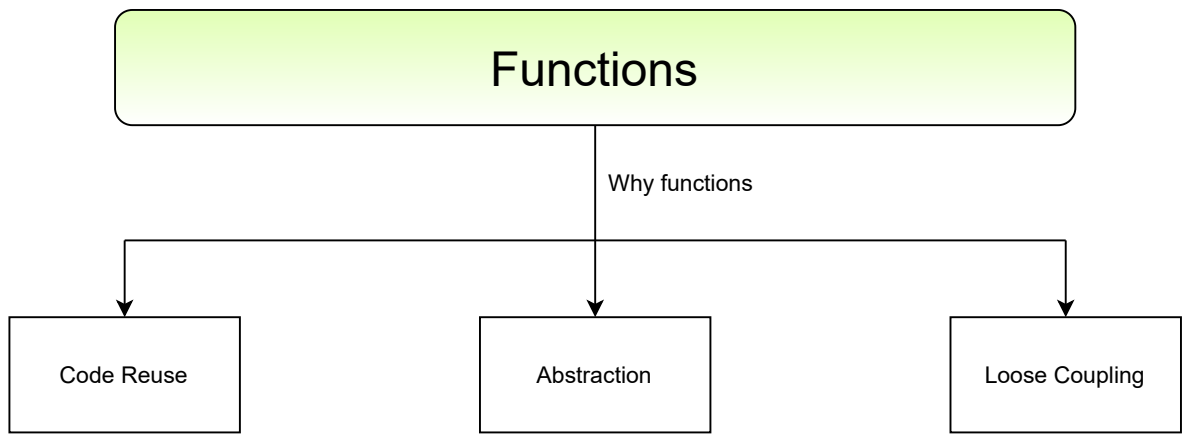 Functions
Why functions
Code Reuse
Abstraction
Loose Coupling